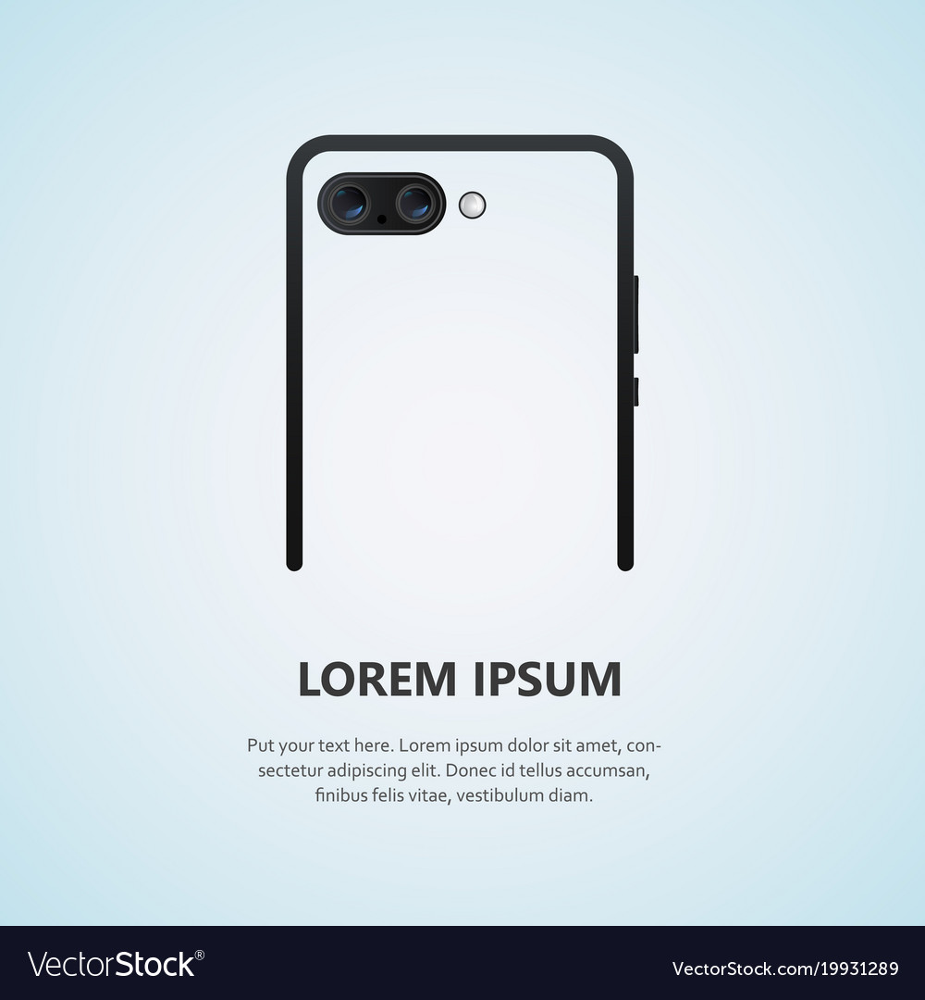 LOREM IPSUM
Put your text here. Lorem ipsum dolor sit amet, con-
sectetur adipiscing elit. Donec id tellus accumsan,
finibus felis vitae, vestibulum diam.
VectorStock®
VectorStock.com/19931289